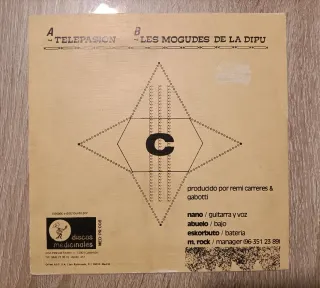 A
B
- TELEPASION - LES MOGUDES DE LA DIPU
C
producido por remi carreres &
gabotti
nano / guitarra y voz
abuelo / bajo
eskorbuto / bateria
m. rock / manager (96-351 23 89)
discos
medicinales